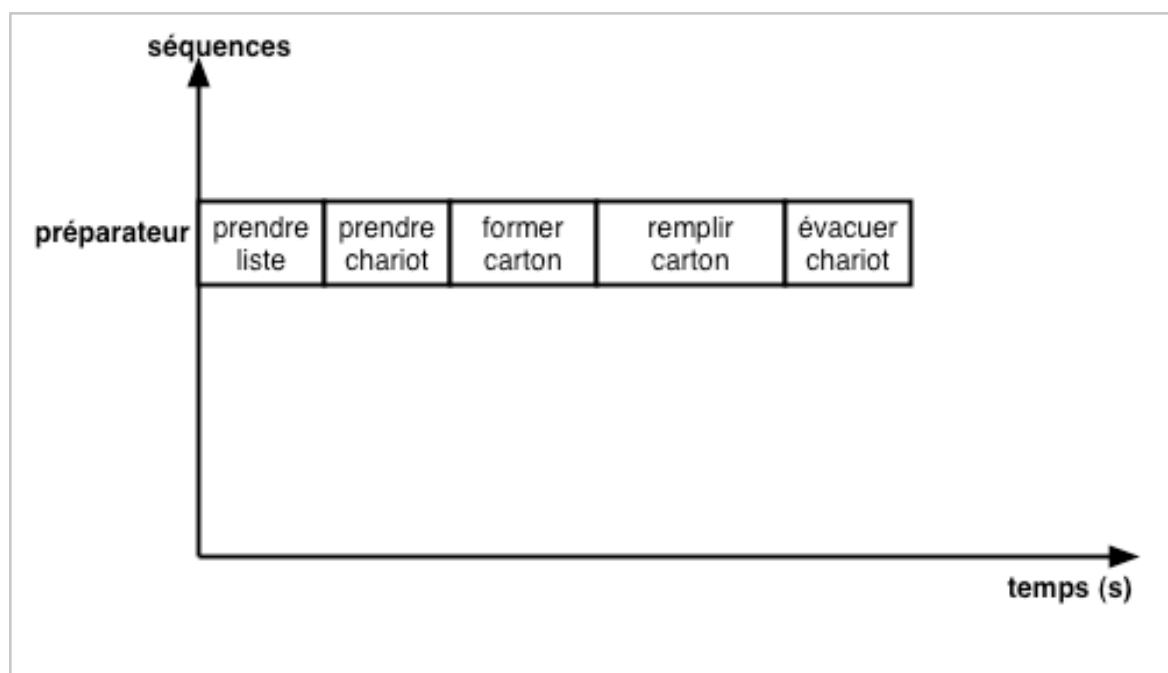 séquences
préparateur
prendre
liste
prendre
chariot
former
carton
remplir
carton
évacuer
chariot
temps (s)